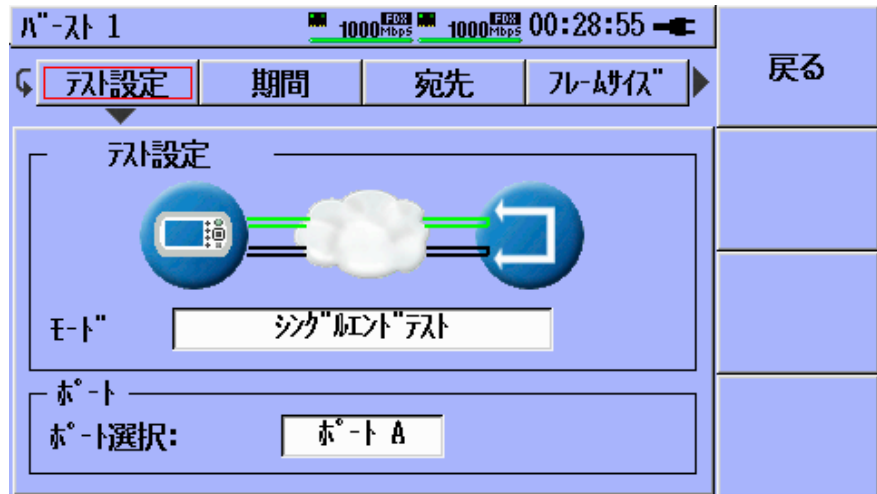 バースト 1 1000 FDX Mbps 1000 FDX Mbps 00:28:55
戻る
テスト設定 期間 宛先 フレームサイズ
テスト設定
モード シングルエンドテスト
ポート
ポート選択: ポート A